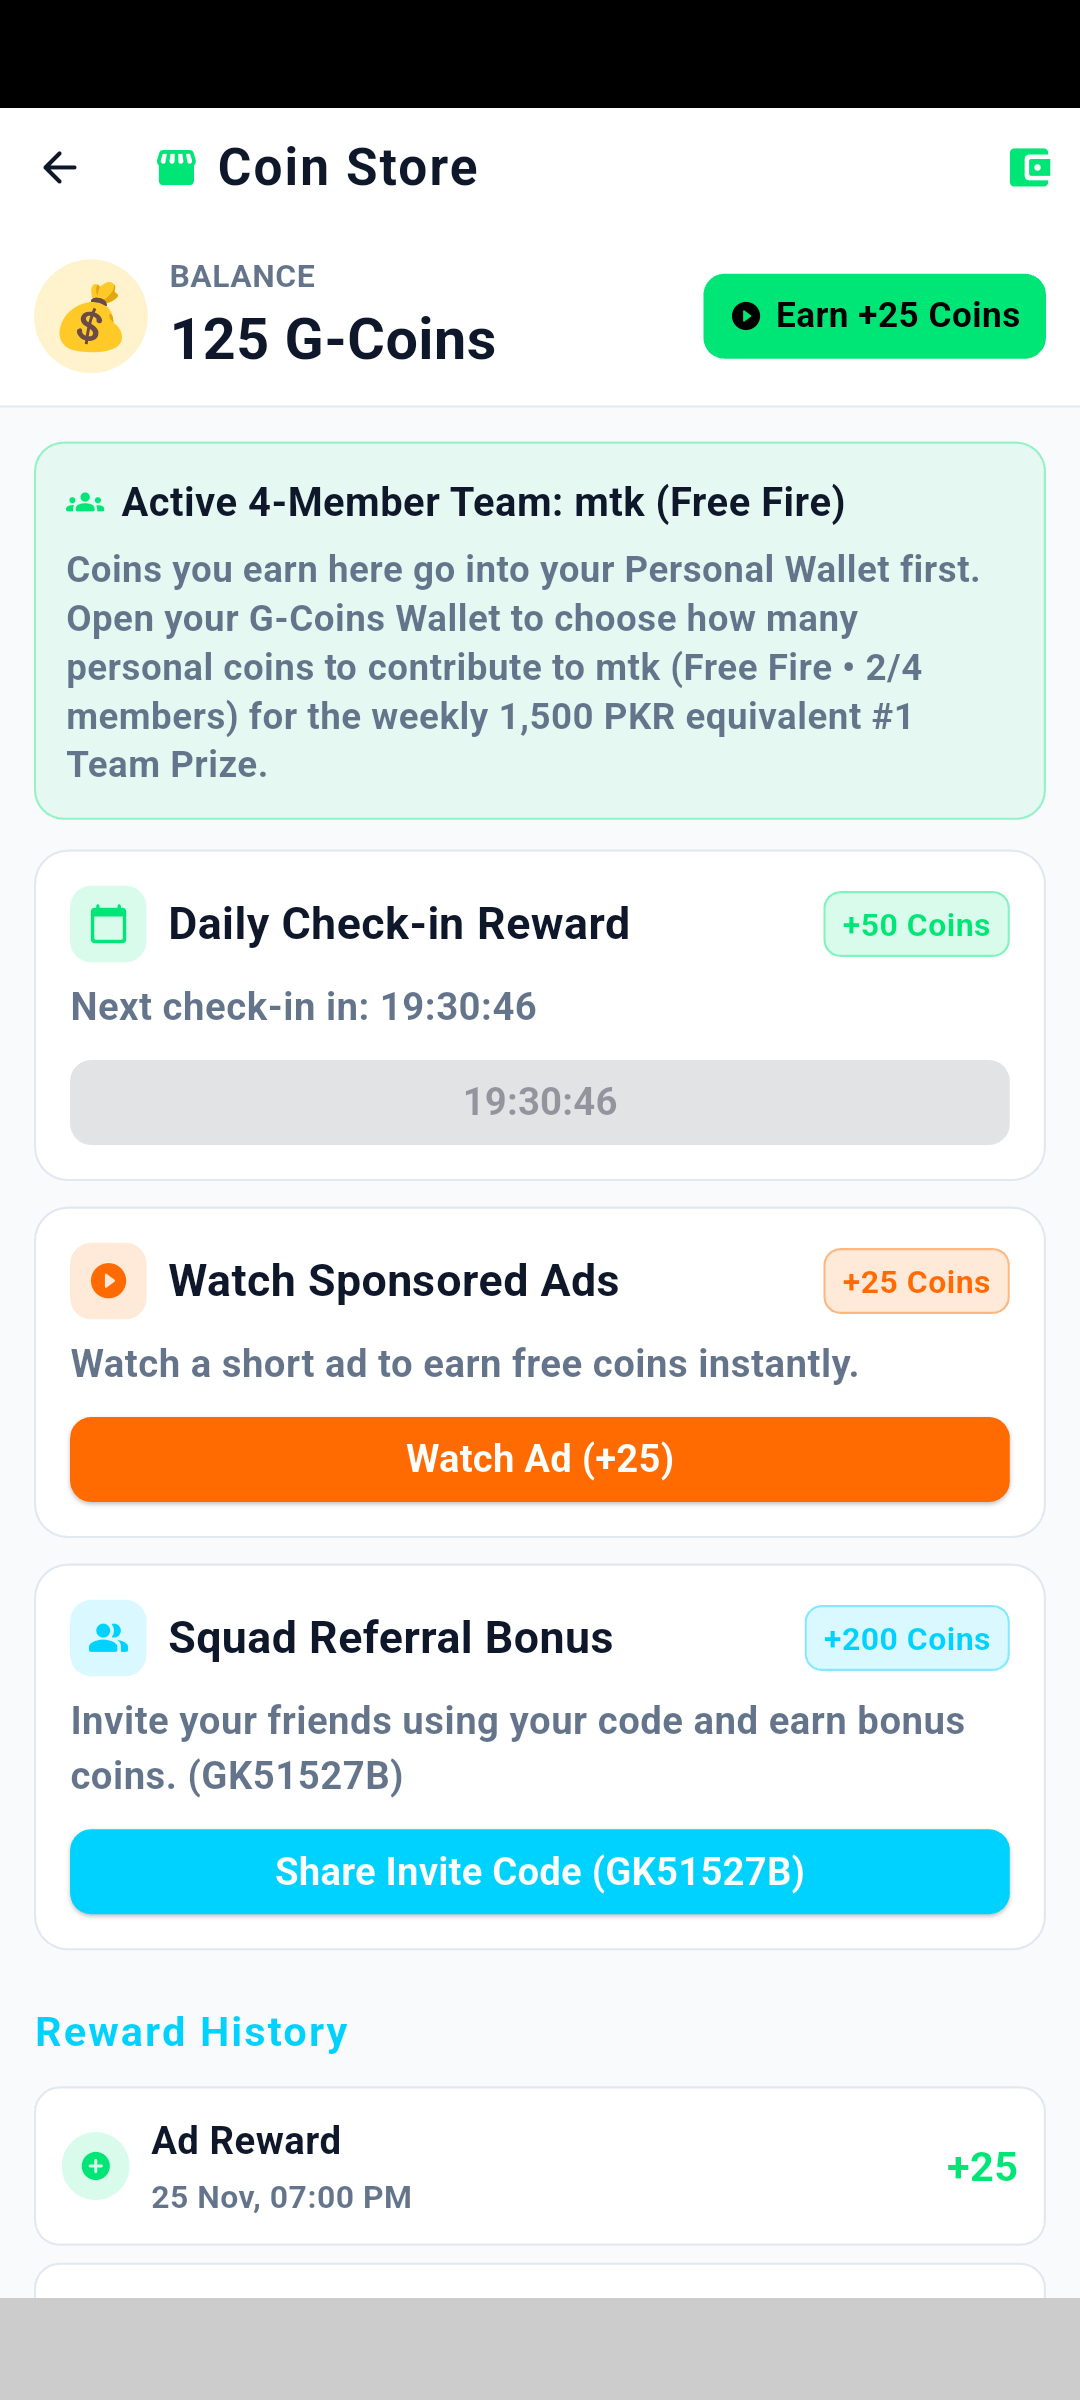 Coin Store
BALANCE
125 G-Coins
Earn +25 Coins
Active 4-Member Team: mtk (Free Fire)
Coins you earn here go into your Personal Wallet first.
Open your G-Coins Wallet to choose how many
personal coins to contribute to mtk (Free Fire • 2/4
members) for the weekly 1,500 PKR equivalent #1
Team Prize.
Daily Check-in Reward
+50 Coins
Next check-in in: 19:30:46
19:30:46
Watch Sponsored Ads
+25 Coins
Watch a short ad to earn free coins instantly.
Watch Ad (+25)
Squad Referral Bonus
+200 Coins
Invite your friends using your code and earn bonus
coins. (GK51527B)
Share Invite Code (GK51527B)
Reward History
Ad Reward
25 Nov, 07:00 PM
+25